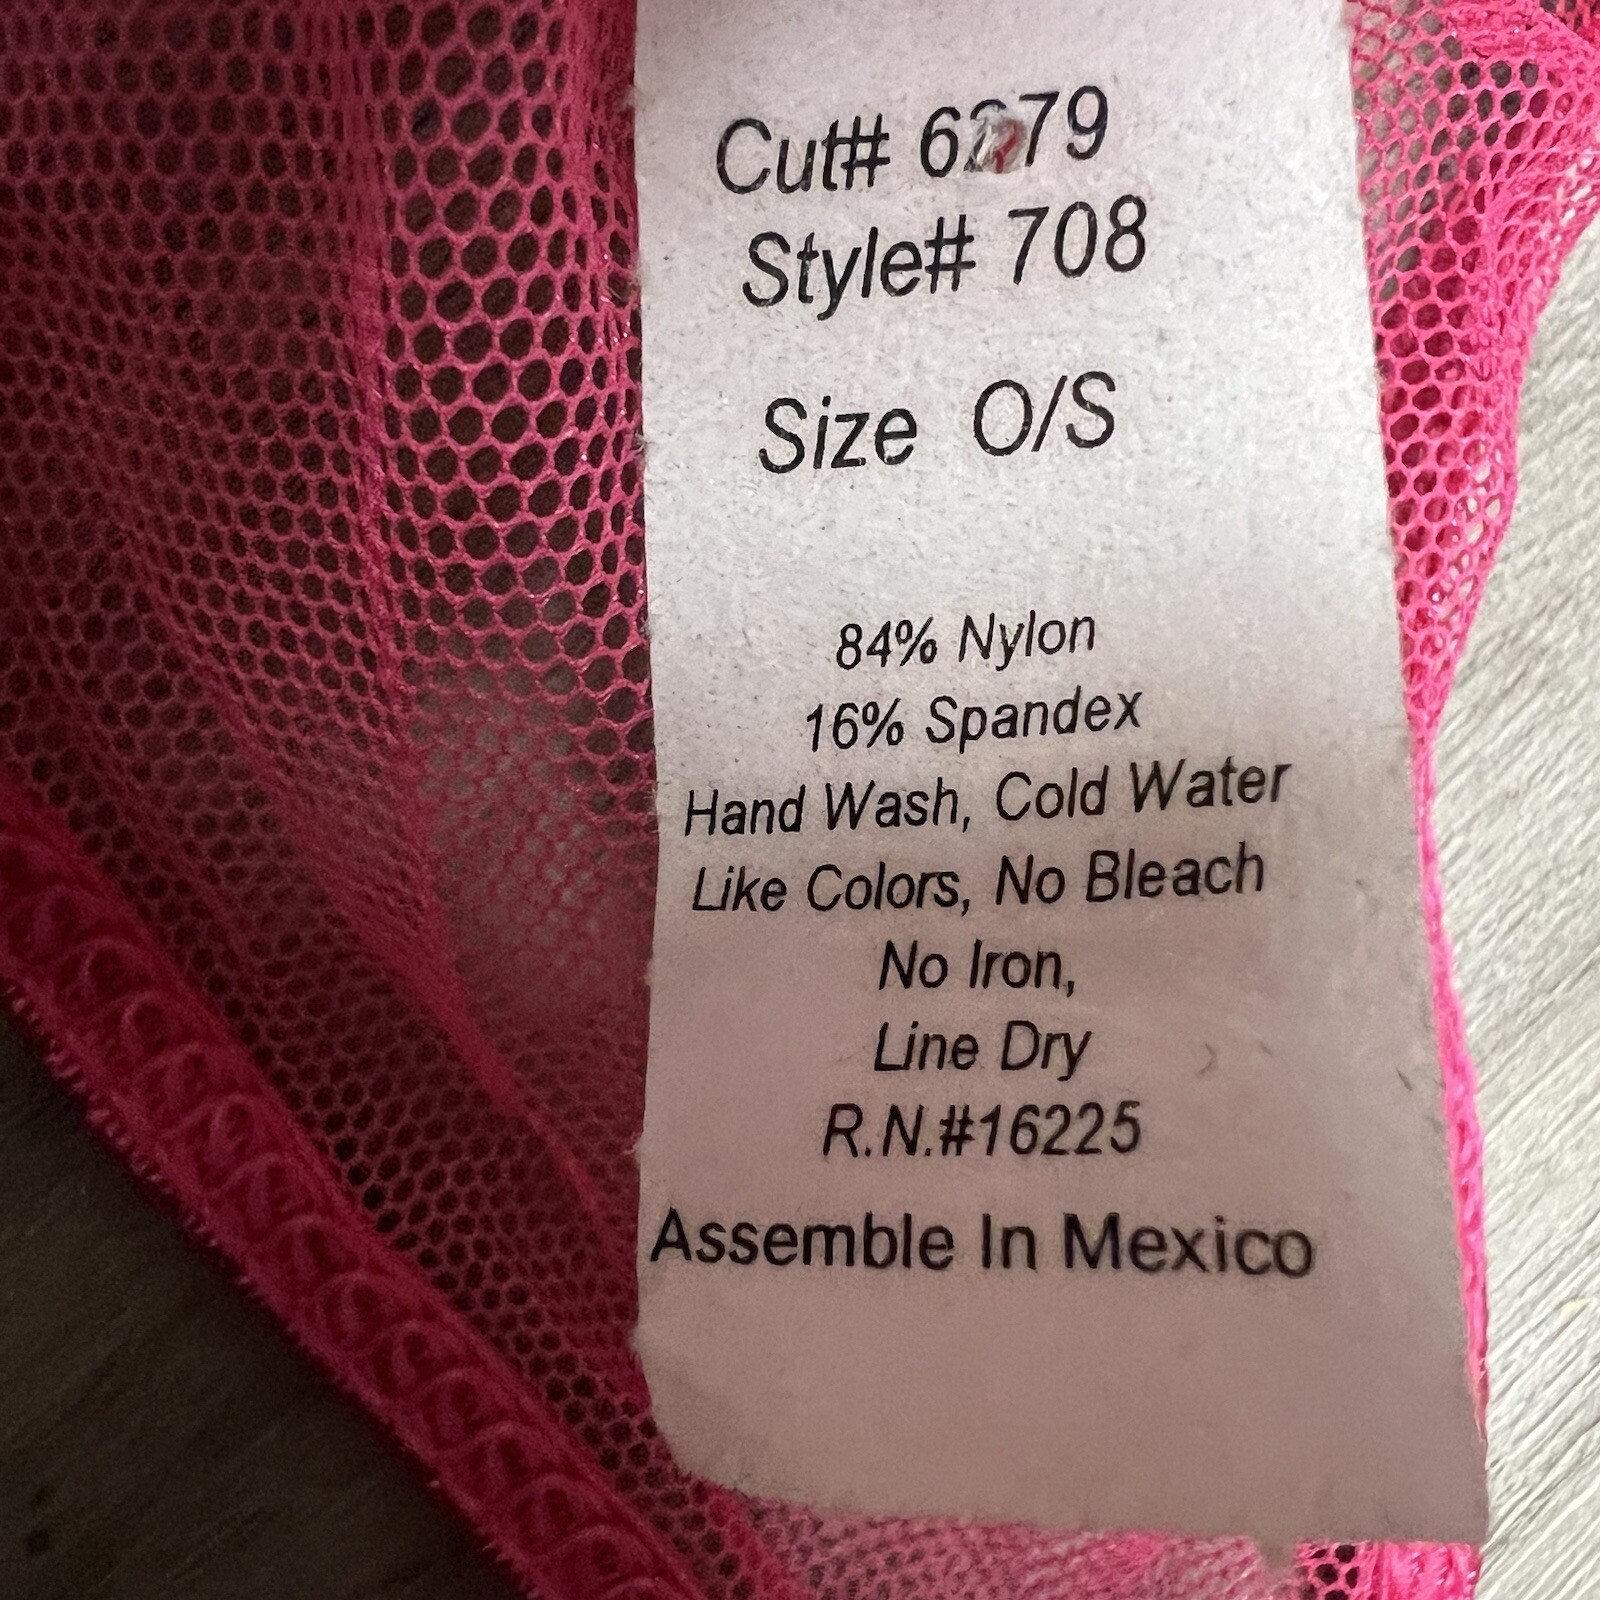 Cut# 6279
Style# 708
Size O/S
84% Nylon
16% Spandex
Hand Wash, Cold Water
Like Colors, No Bleach
No Iron,
Line Dry
R.N.#16225
Assemble In Mexico